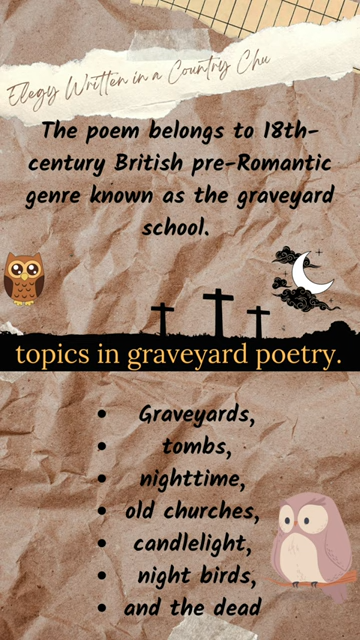 Elegy Written in a Country Chu
The poem belongs to 18th-
century British pre-Romantic
genre known as the graveyard
school.
topics in graveyard poetry.
• Graveyards,
• tombs,
• nighttime,
• old churches,
• candlelight,
• night birds,
• and the dead